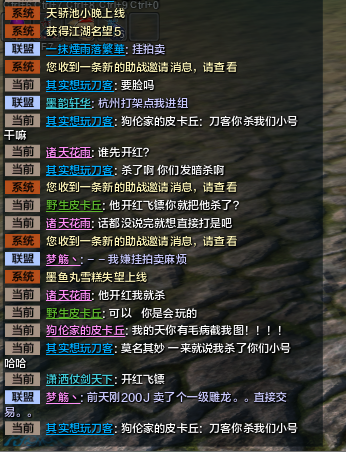 Ctrl+6 Ctrl+9 Ctrl+0
系统 天骄池小晚上线
系统 获得江湖名望5
联盟 一抹煙雨落繁華: 挂拍卖
系统 您收到一条新的助战邀请消息，请查看
当前 其实想玩刀客: 要脸吗
联盟 墨韵轩华: 杭州打架点我进组
当前 其实想玩刀客: 狗伦家的皮卡丘: 刀客你杀我们小号
干嘛
当前 诸天花雨: 谁先开红?
当前 其实想玩刀客: 杀了啊 你们发暗杀啊
系统 您收到一条新的助战邀请消息，请查看
当前 野生皮卡丘: 他开红飞镖你就把他杀了?
当前 诸天花雨: 话都没说完就想直接打是吧
系统 您收到一条新的助战邀请消息，请查看
联盟 梦觞丶: --我嫌挂拍卖麻烦
系统 墨鱼丸雪糕失望上线
当前 诸天花雨: 他开红我就杀
当前 野生皮卡丘: 可以 你是会玩的
当前 狗伦家的皮卡丘: 我的天你有毛病截我图！！！！
当前 其实想玩刀客: 莫名其妙 一来就说我杀了你们小号
哈哈
当前 潇洒仗剑天下: 开红飞镖
联盟 梦觞丶: 前天刚200J 卖了个一级雕龙。。直接交
易。。
当前 其实想玩刀客: 狗伦家的皮卡丘: 刀客你杀我们小号